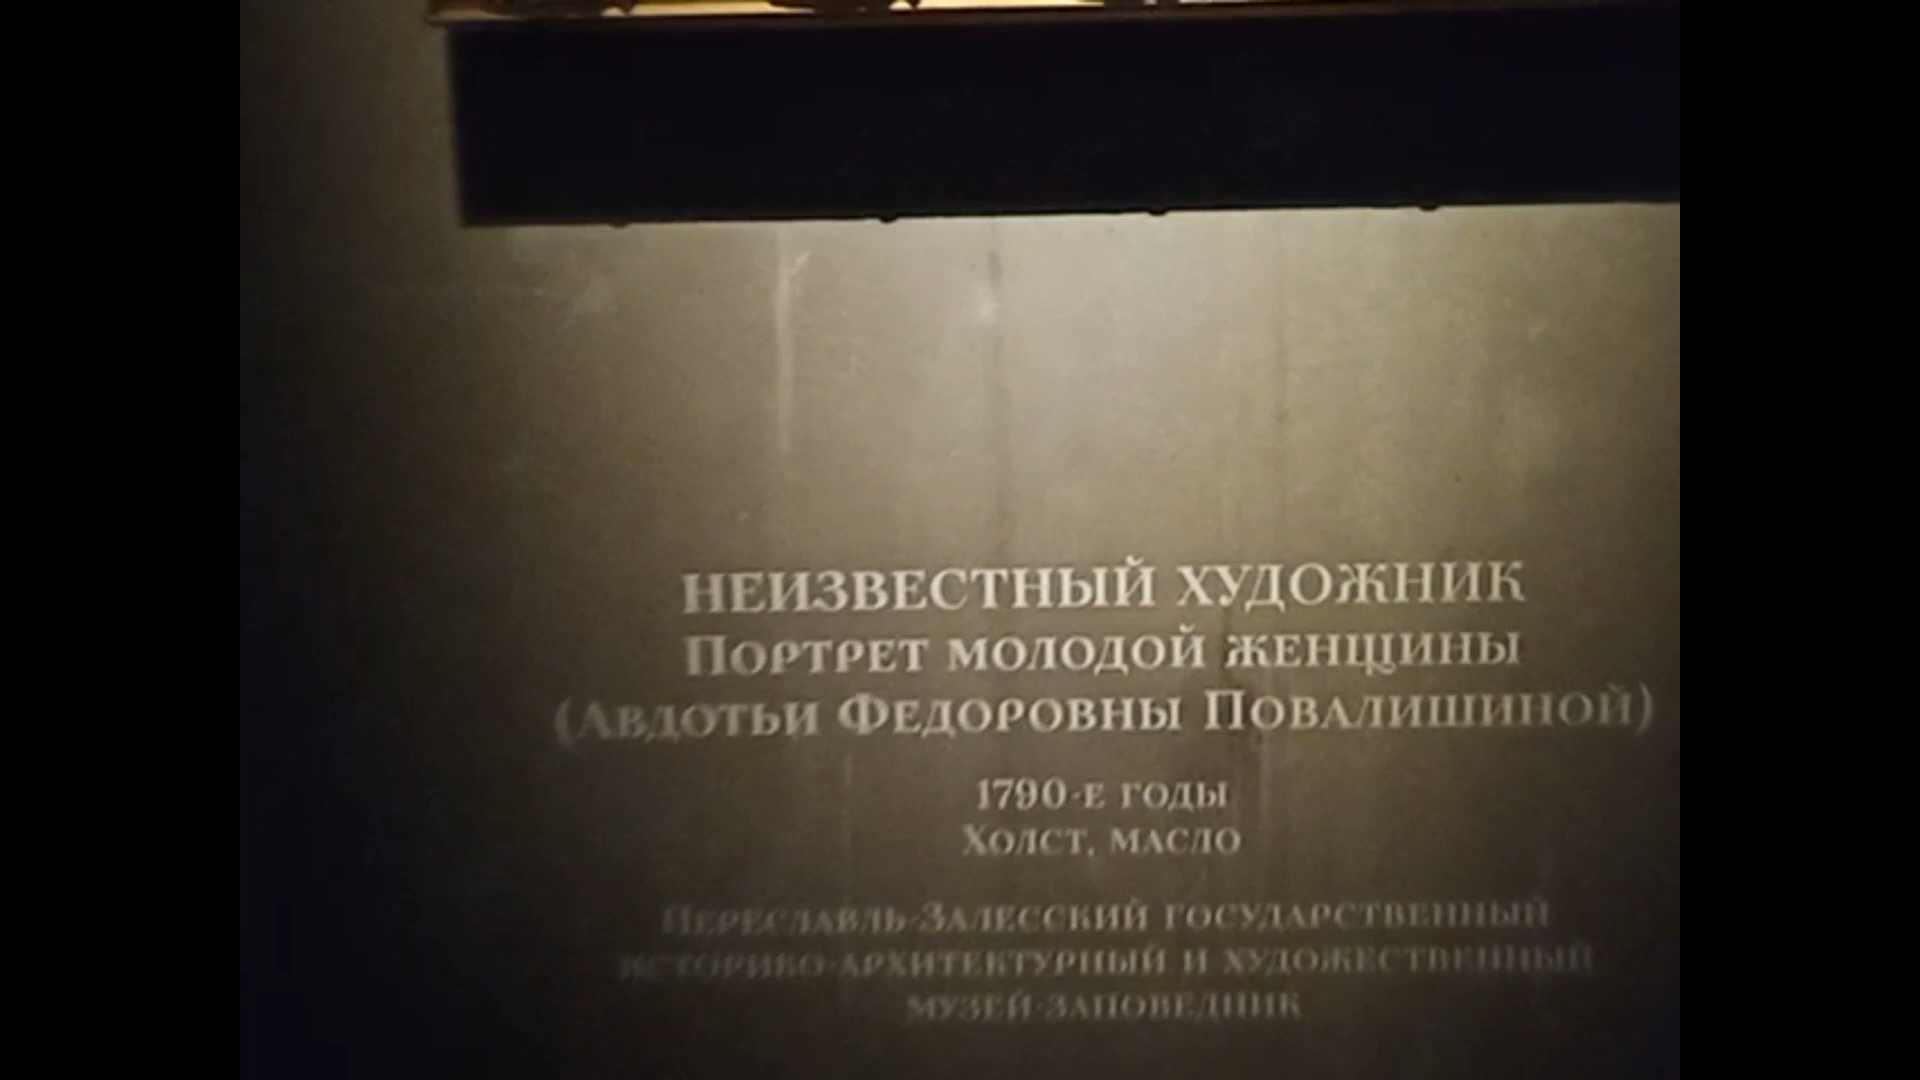 НЕИЗВЕСТНЫЙ ХУДОЖНИК
ПОРТРЕТ МОЛОДОЙ ЖЕНЩИНЫ
(АВДОТЬИ ФЕДОРОВНЫ ПОВАЛИШИНОЙ)
1790-Е ГОДЫ
ХОЛСТ, МАСЛО
ПЕРЕСЛАВЛЬ-ЗАЛЕССКИЙ ГОСУДАРСТВЕННЫЙ
ИСТОРИКО-АРХИТЕКТУРНЫЙ И ХУДОЖЕСТВЕННЫЙ
МУЗЕЙ-ЗАПОВЕДНИК